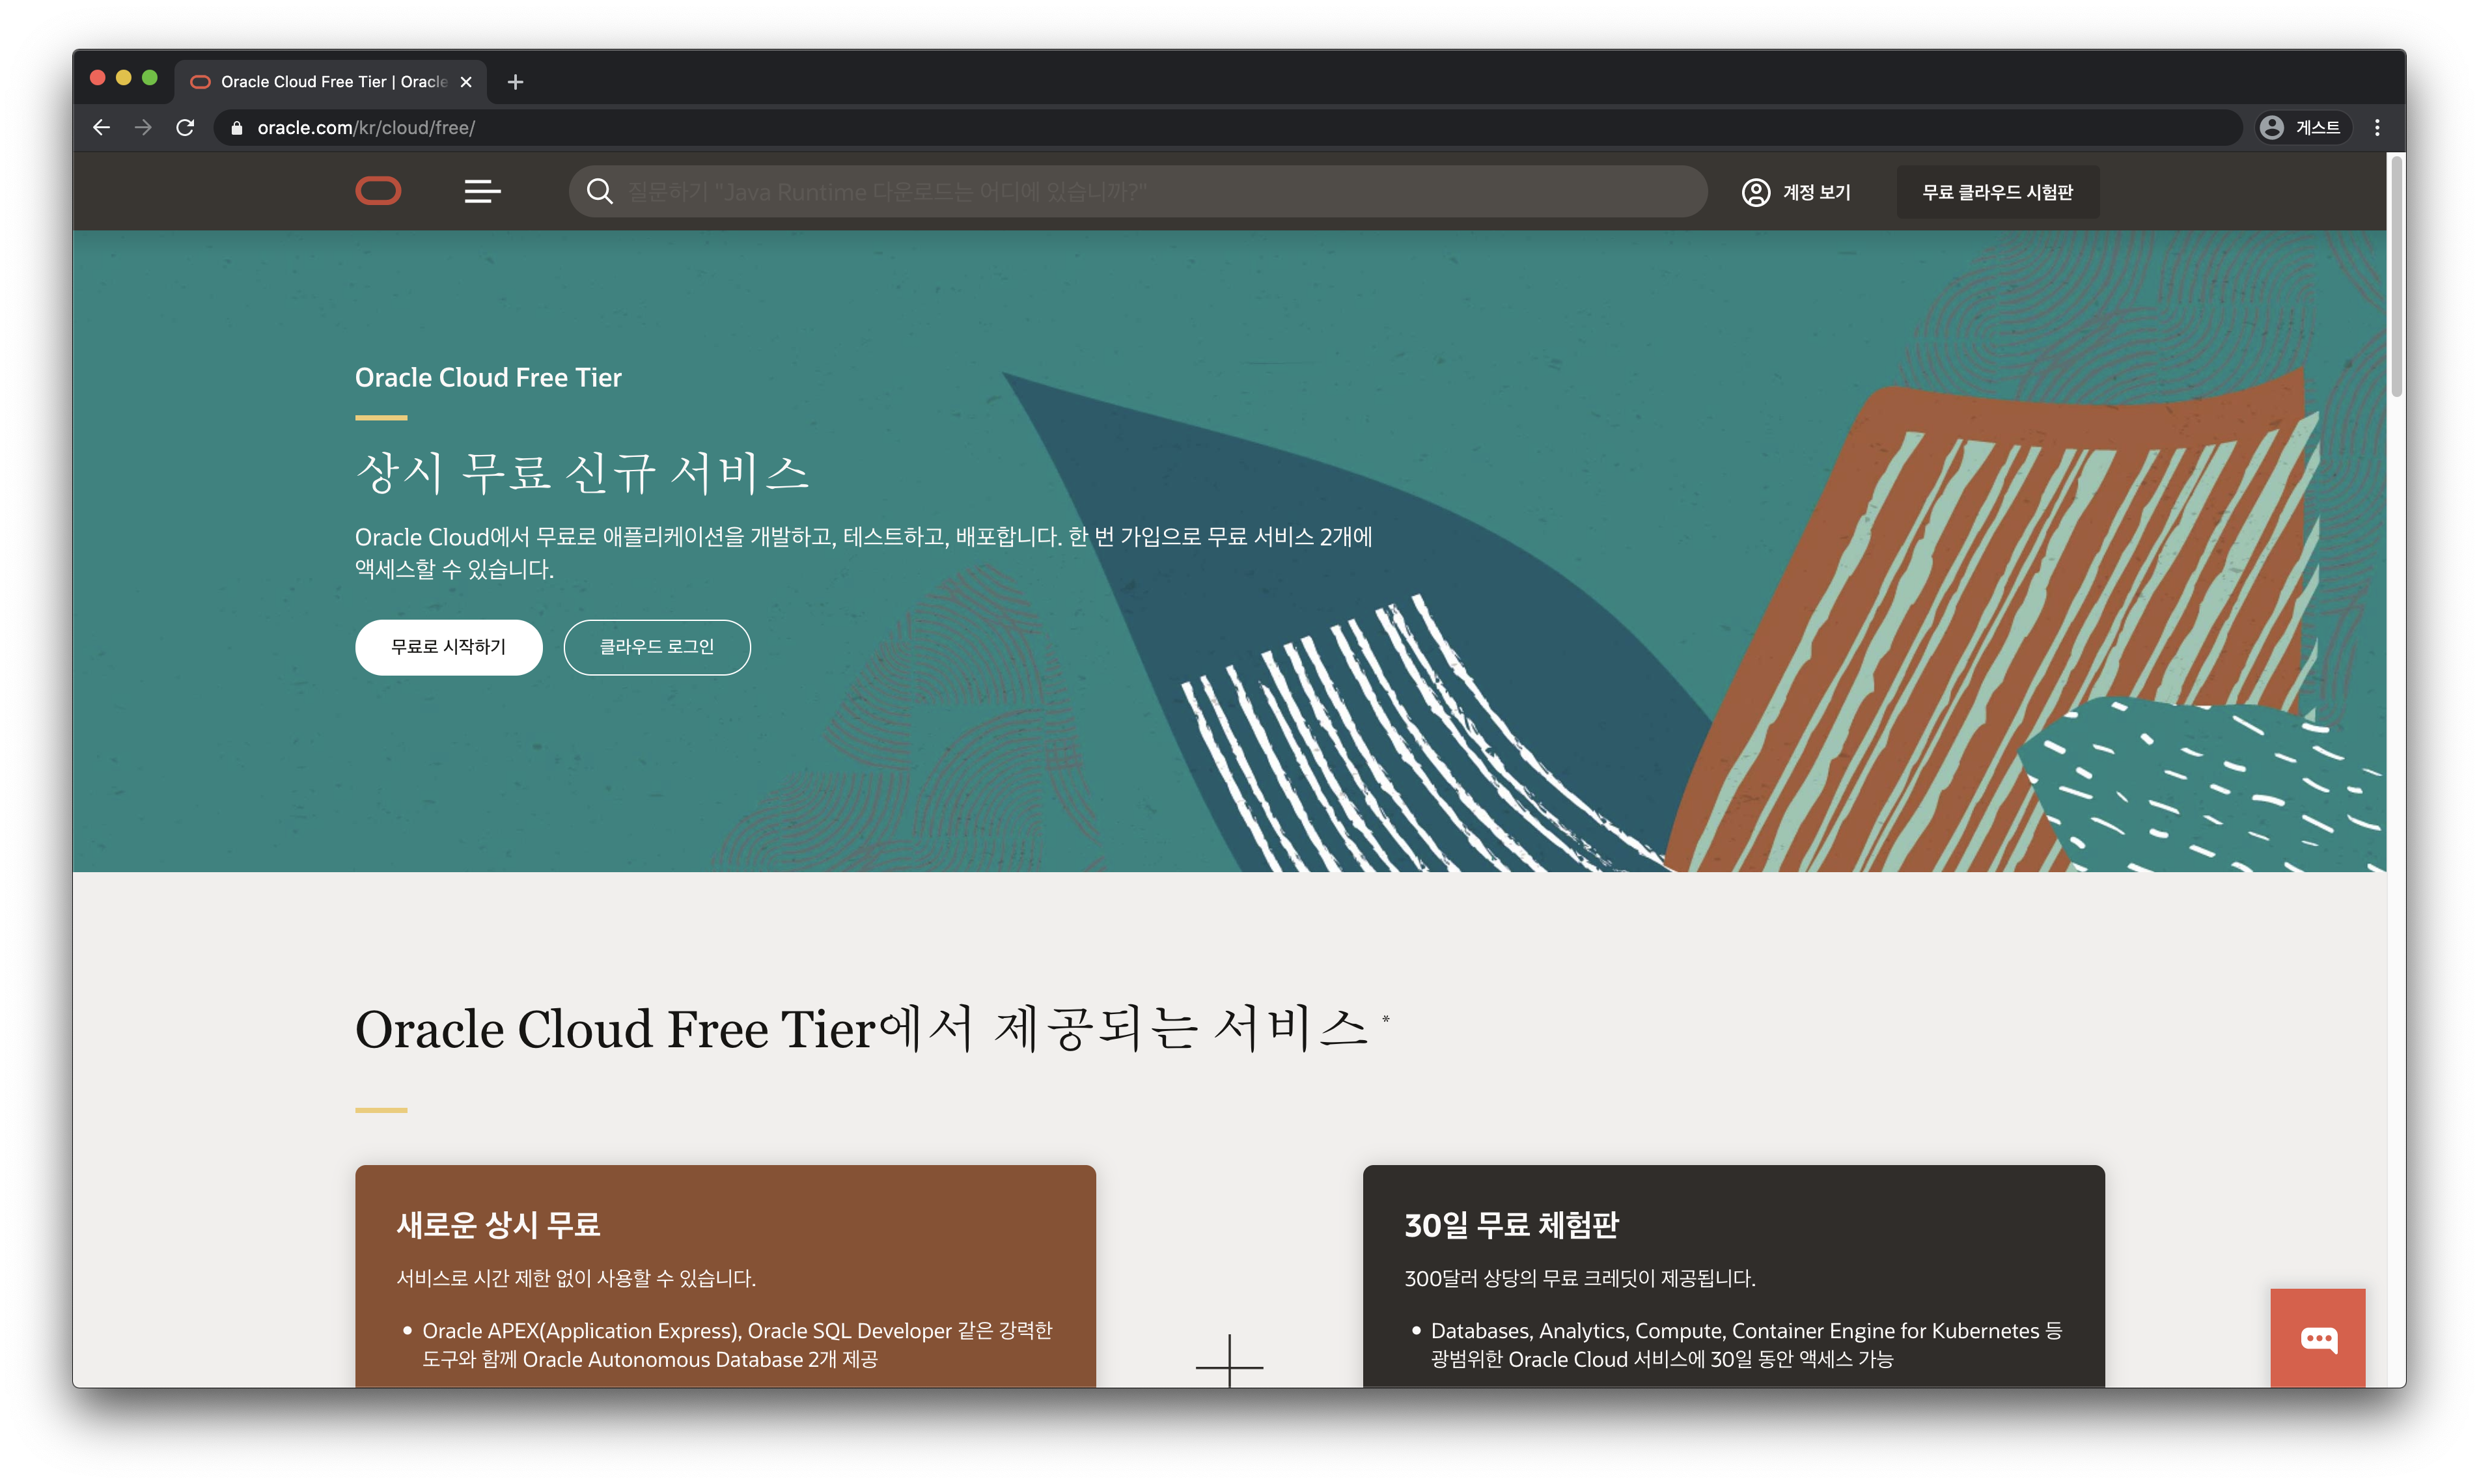 Oracle Cloud Free Tier | Oracle
oracle.com/kr/cloud/free/
게스트
질문하기 "Java Runtime 다운로드는 어디에 있습니까?"
계정 보기
무료 클라우드 시험판
Oracle Cloud Free Tier
상시 무료 신규 서비스
Oracle Cloud에서 무료로 애플리케이션을 개발하고, 테스트하고, 배포합니다. 한 번 가입으로 무료 서비스 2개에
액세스할 수 있습니다.
무료로 시작하기
클라우드 로그인
Oracle Cloud Free Tier에서 제공되는 서비스 *
새로운 상시 무료
서비스로 시간 제한 없이 사용할 수 있습니다.
• Oracle APEX(Application Express), Oracle SQL Developer 같은 강력한
도구와 함께 Oracle Autonomous Database 2개 제공
30일 무료 체험판
300달러 상당의 무료 크레딧이 제공됩니다.
• Databases, Analytics, Compute, Container Engine for Kubernetes 등
광범위한 Oracle Cloud 서비스에 30일 동안 액세스 가능